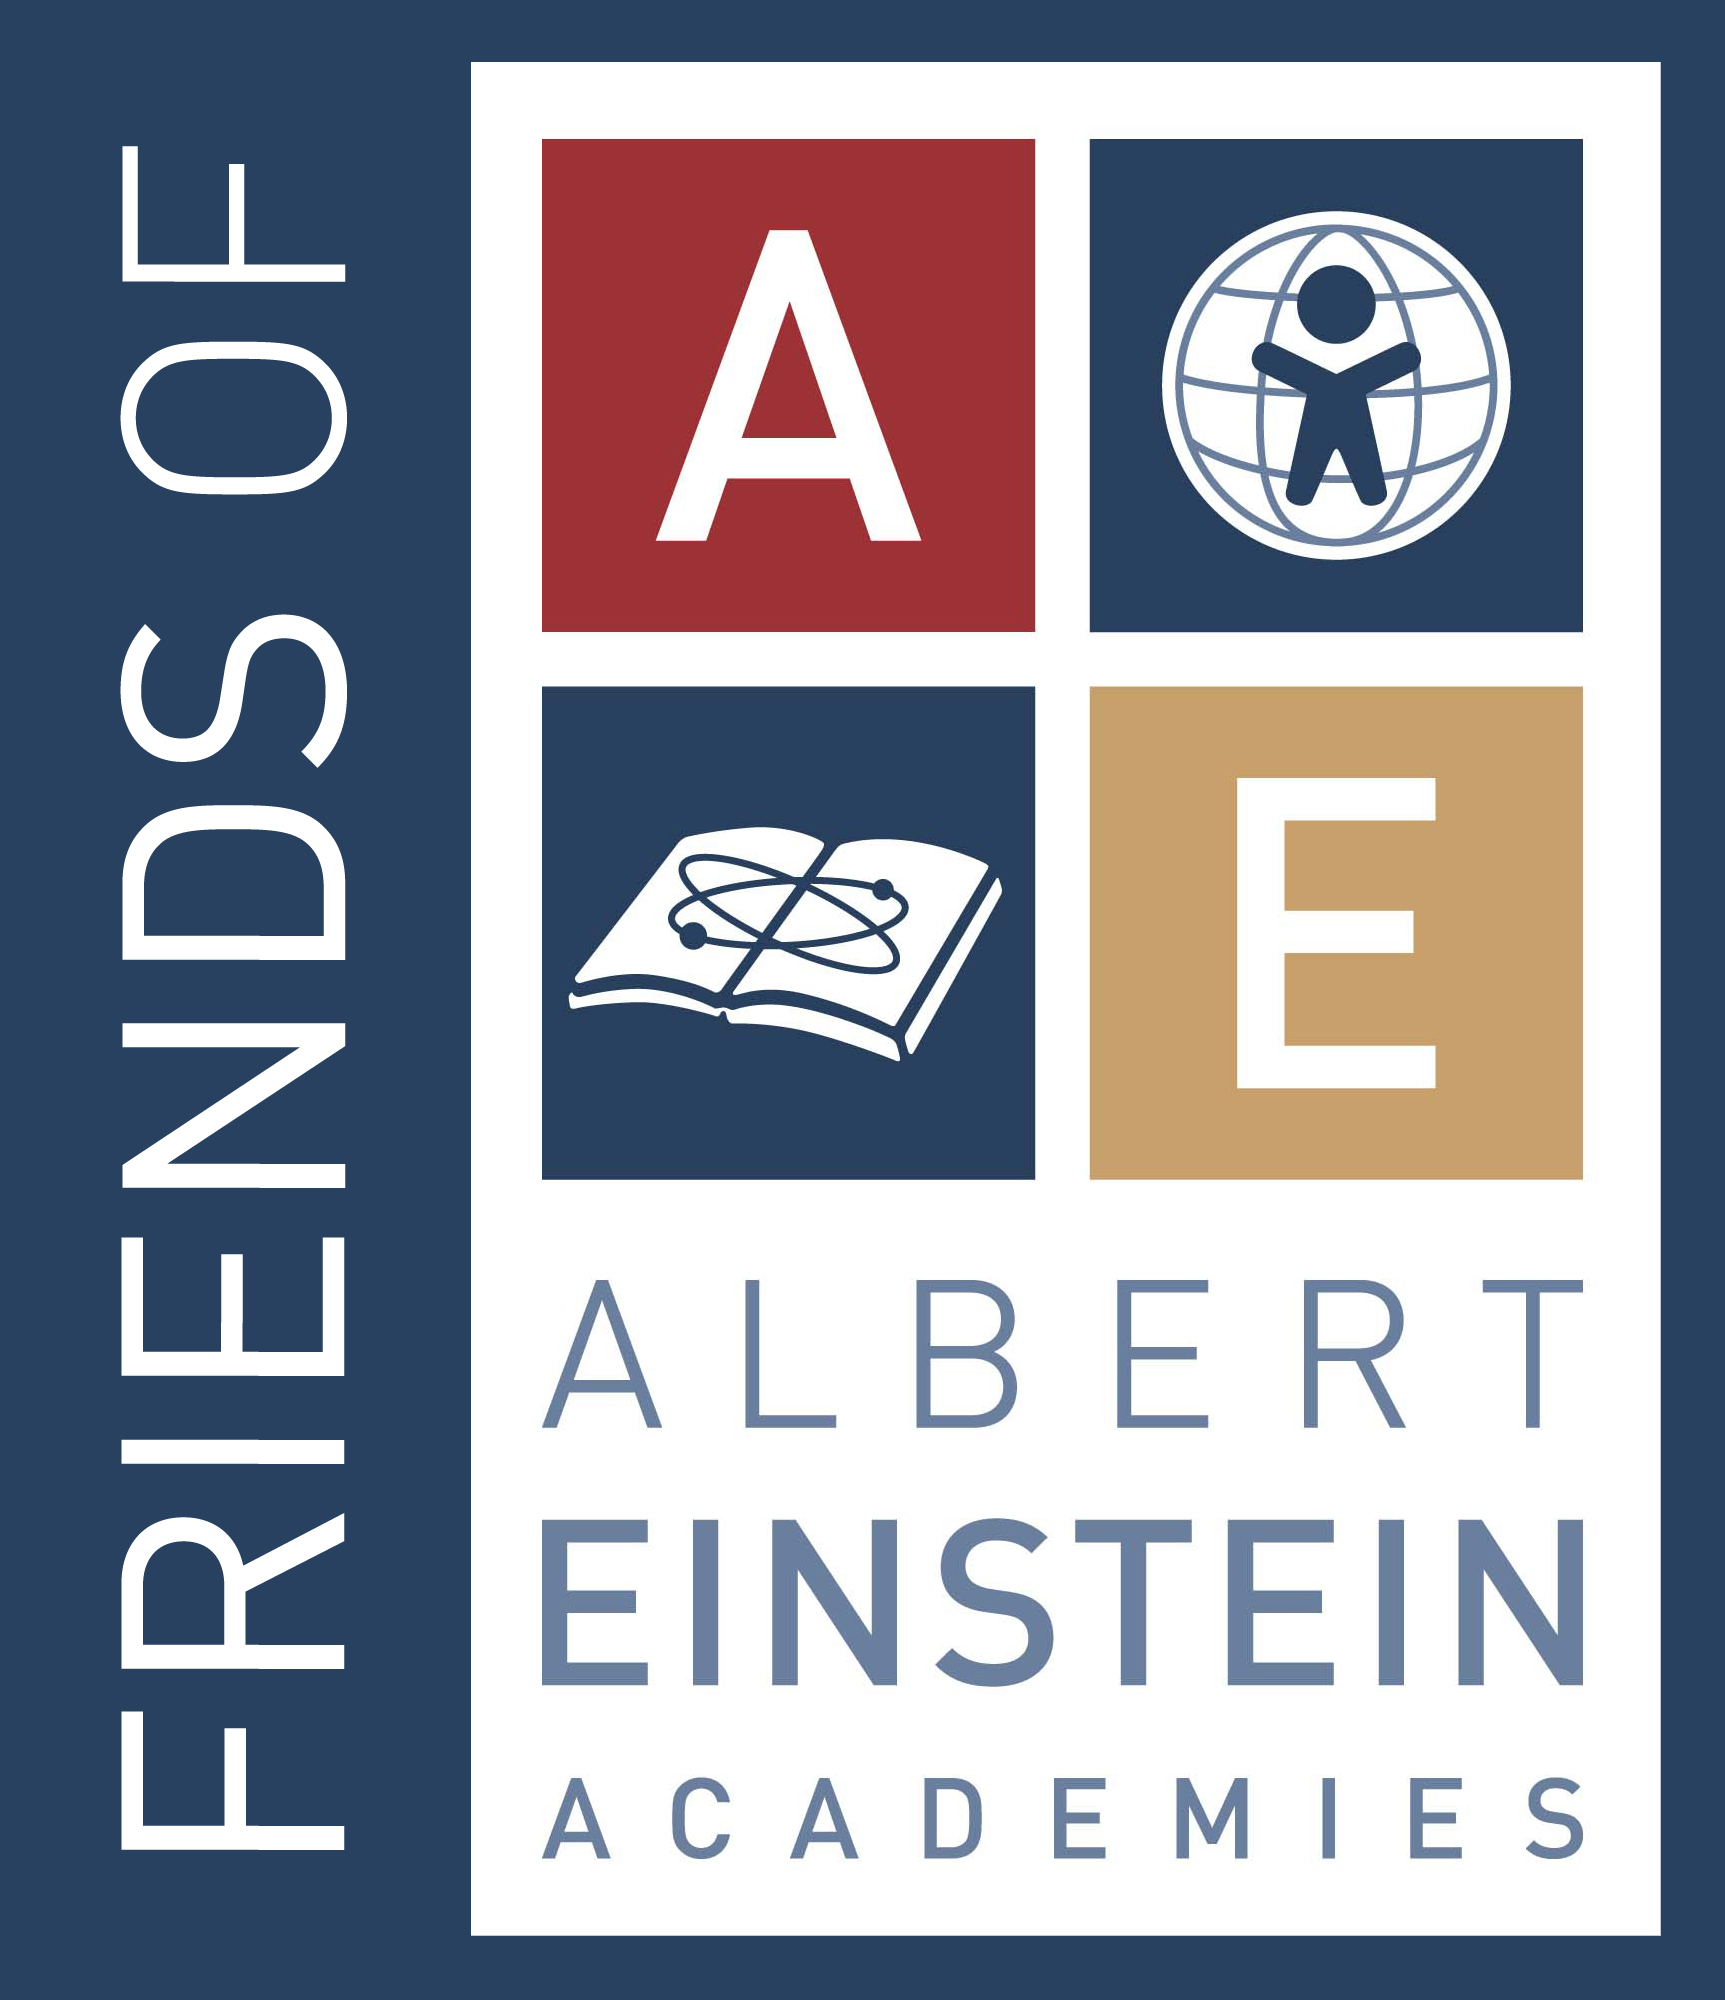 FRIENDS OF
A
E
ALBERT
EINSTEIN
ACADEMIES